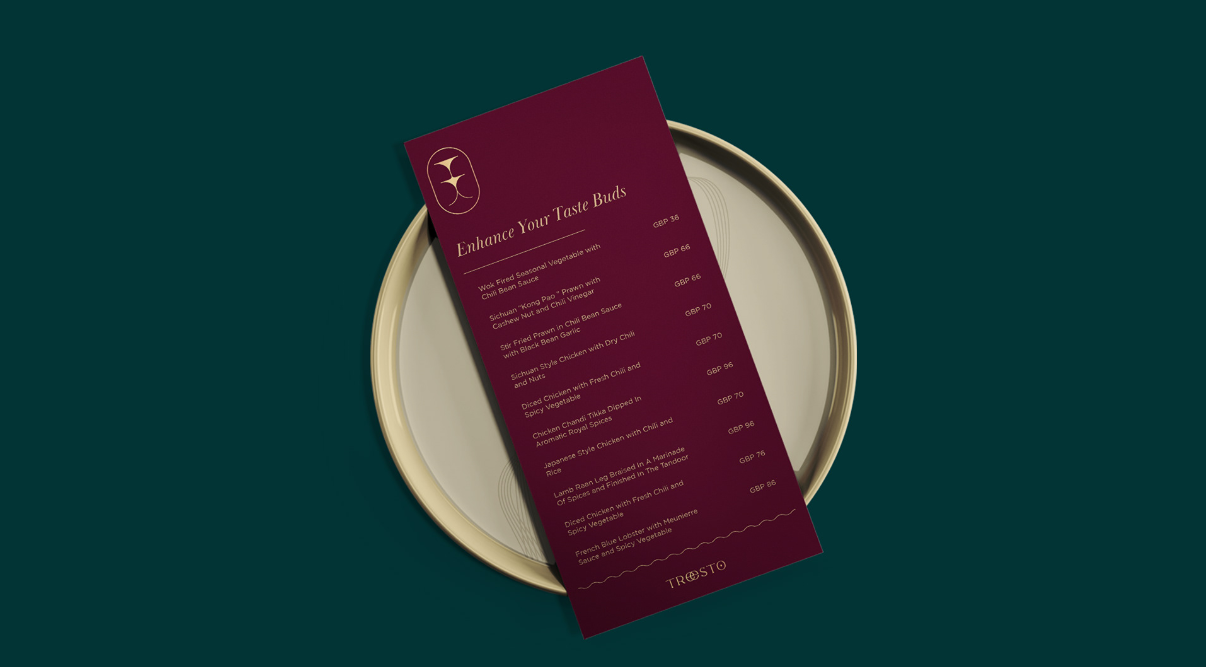 Enhance Your Taste Buds
Wok Fired Seasonal Vegetable with
Chili Bean Sauce
GBP 36
Sichuan "Kong Pao " Prawn with
Cashew Nut and Chili Vinegar
GBP 66
Stir Fried Prawn in Chili Bean Sauce
with Black Bean Garlic
GBP 66
Sichuan Style Chicken with Dry Chili
and Nuts
GBP 70
Diced Chicken with Fresh Chili and
Spicy Vegetable
GBP 70
Chicken Chandi Tikka Dipped In
Aromatic Royal Spices
GBP 96
Japanese Style Chicken with Chili and
Rice
GBP 70
Lamb Raen Leg Braised In A Marinade
Of Spices and Finished In The Tandoor
GBP 96
Diced Chicken with Fresh Chili and
Spicy Vegetable
GBP 76
French Blue Lobster with Meunierre
Sauce and Spicy Vegetable
GBP 86